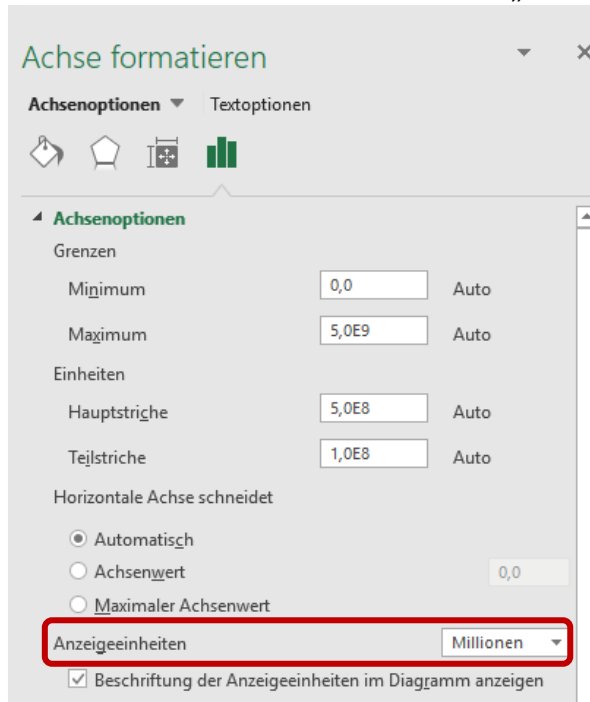 „
Achse formatieren
Achsenoptionen Textoptionen
Achsenoptionen
Grenzen
Minimum 0,0 Auto
Maximum 5,0E9 Auto
Einheiten
Hauptstriche 5,0E8 Auto
Teilstriche 1,0E8 Auto
Horizontale Achse schneidet
Automatisch
Achsenwert 0,0
Maximaler Achsenwert
Anzeigeeinheiten Millionen
Beschriftung der Anzeigeeinheiten im Diagramm anzeigen